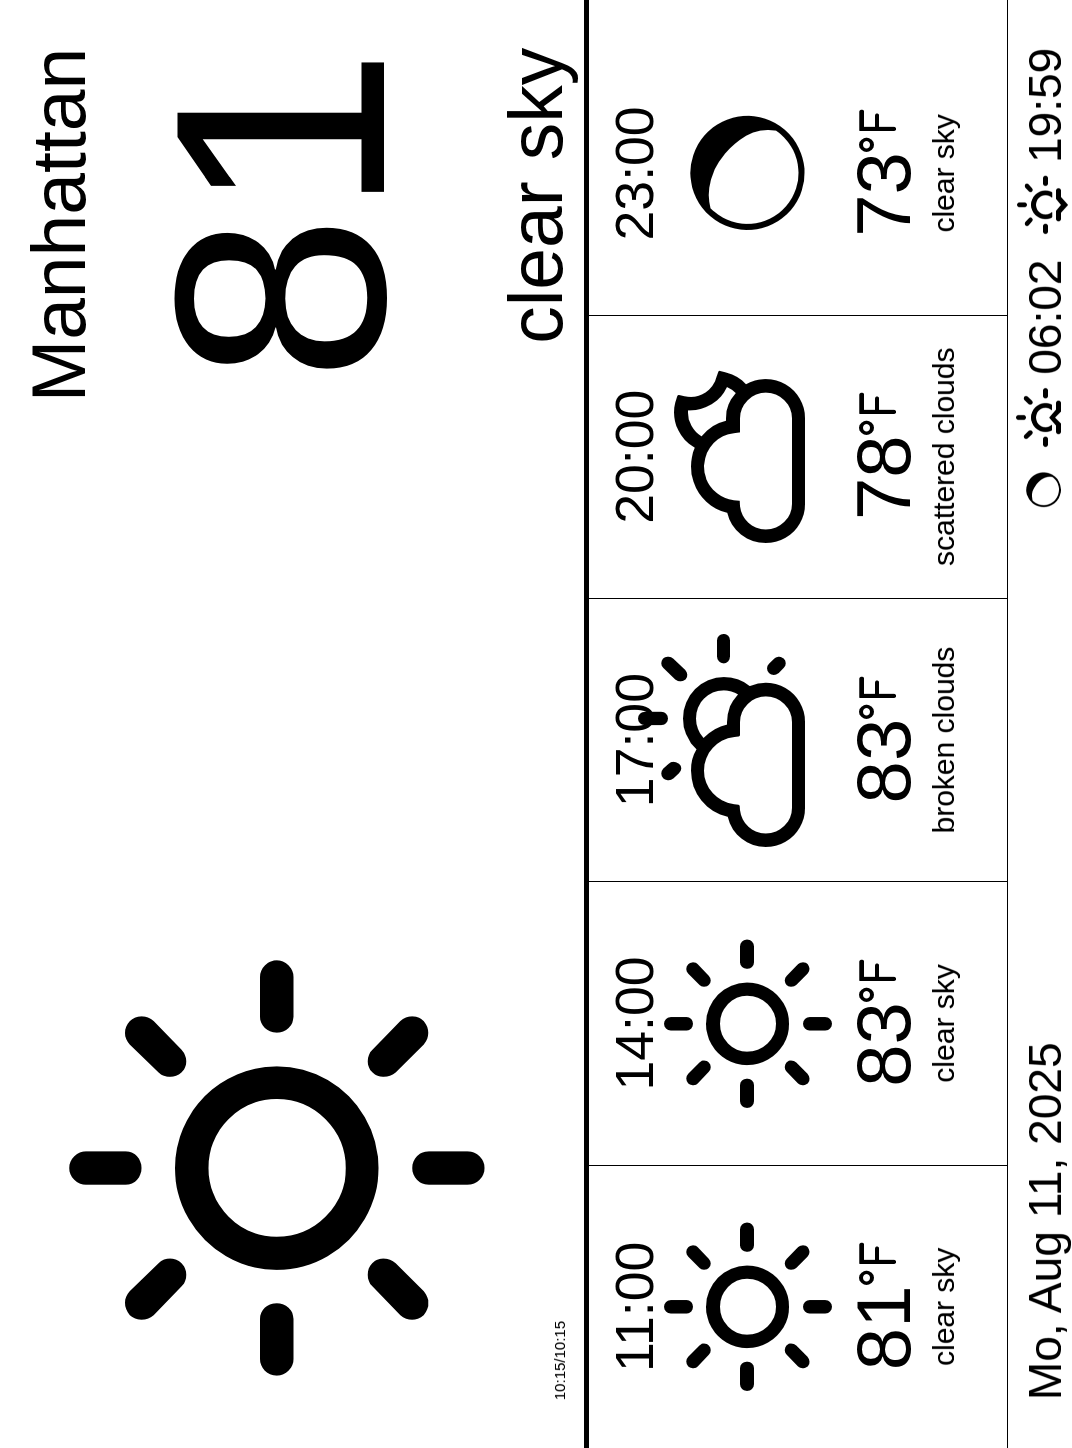 Manhattan
81
clear sky
10:15/10:15
11:00
81°F
clear sky
14:00
83°F
clear sky
17:00
83°F
broken clouds
20:00
78°F
scattered clouds
23:00
73°F
clear sky
Mo, Aug 11, 2025
06:02
19:59